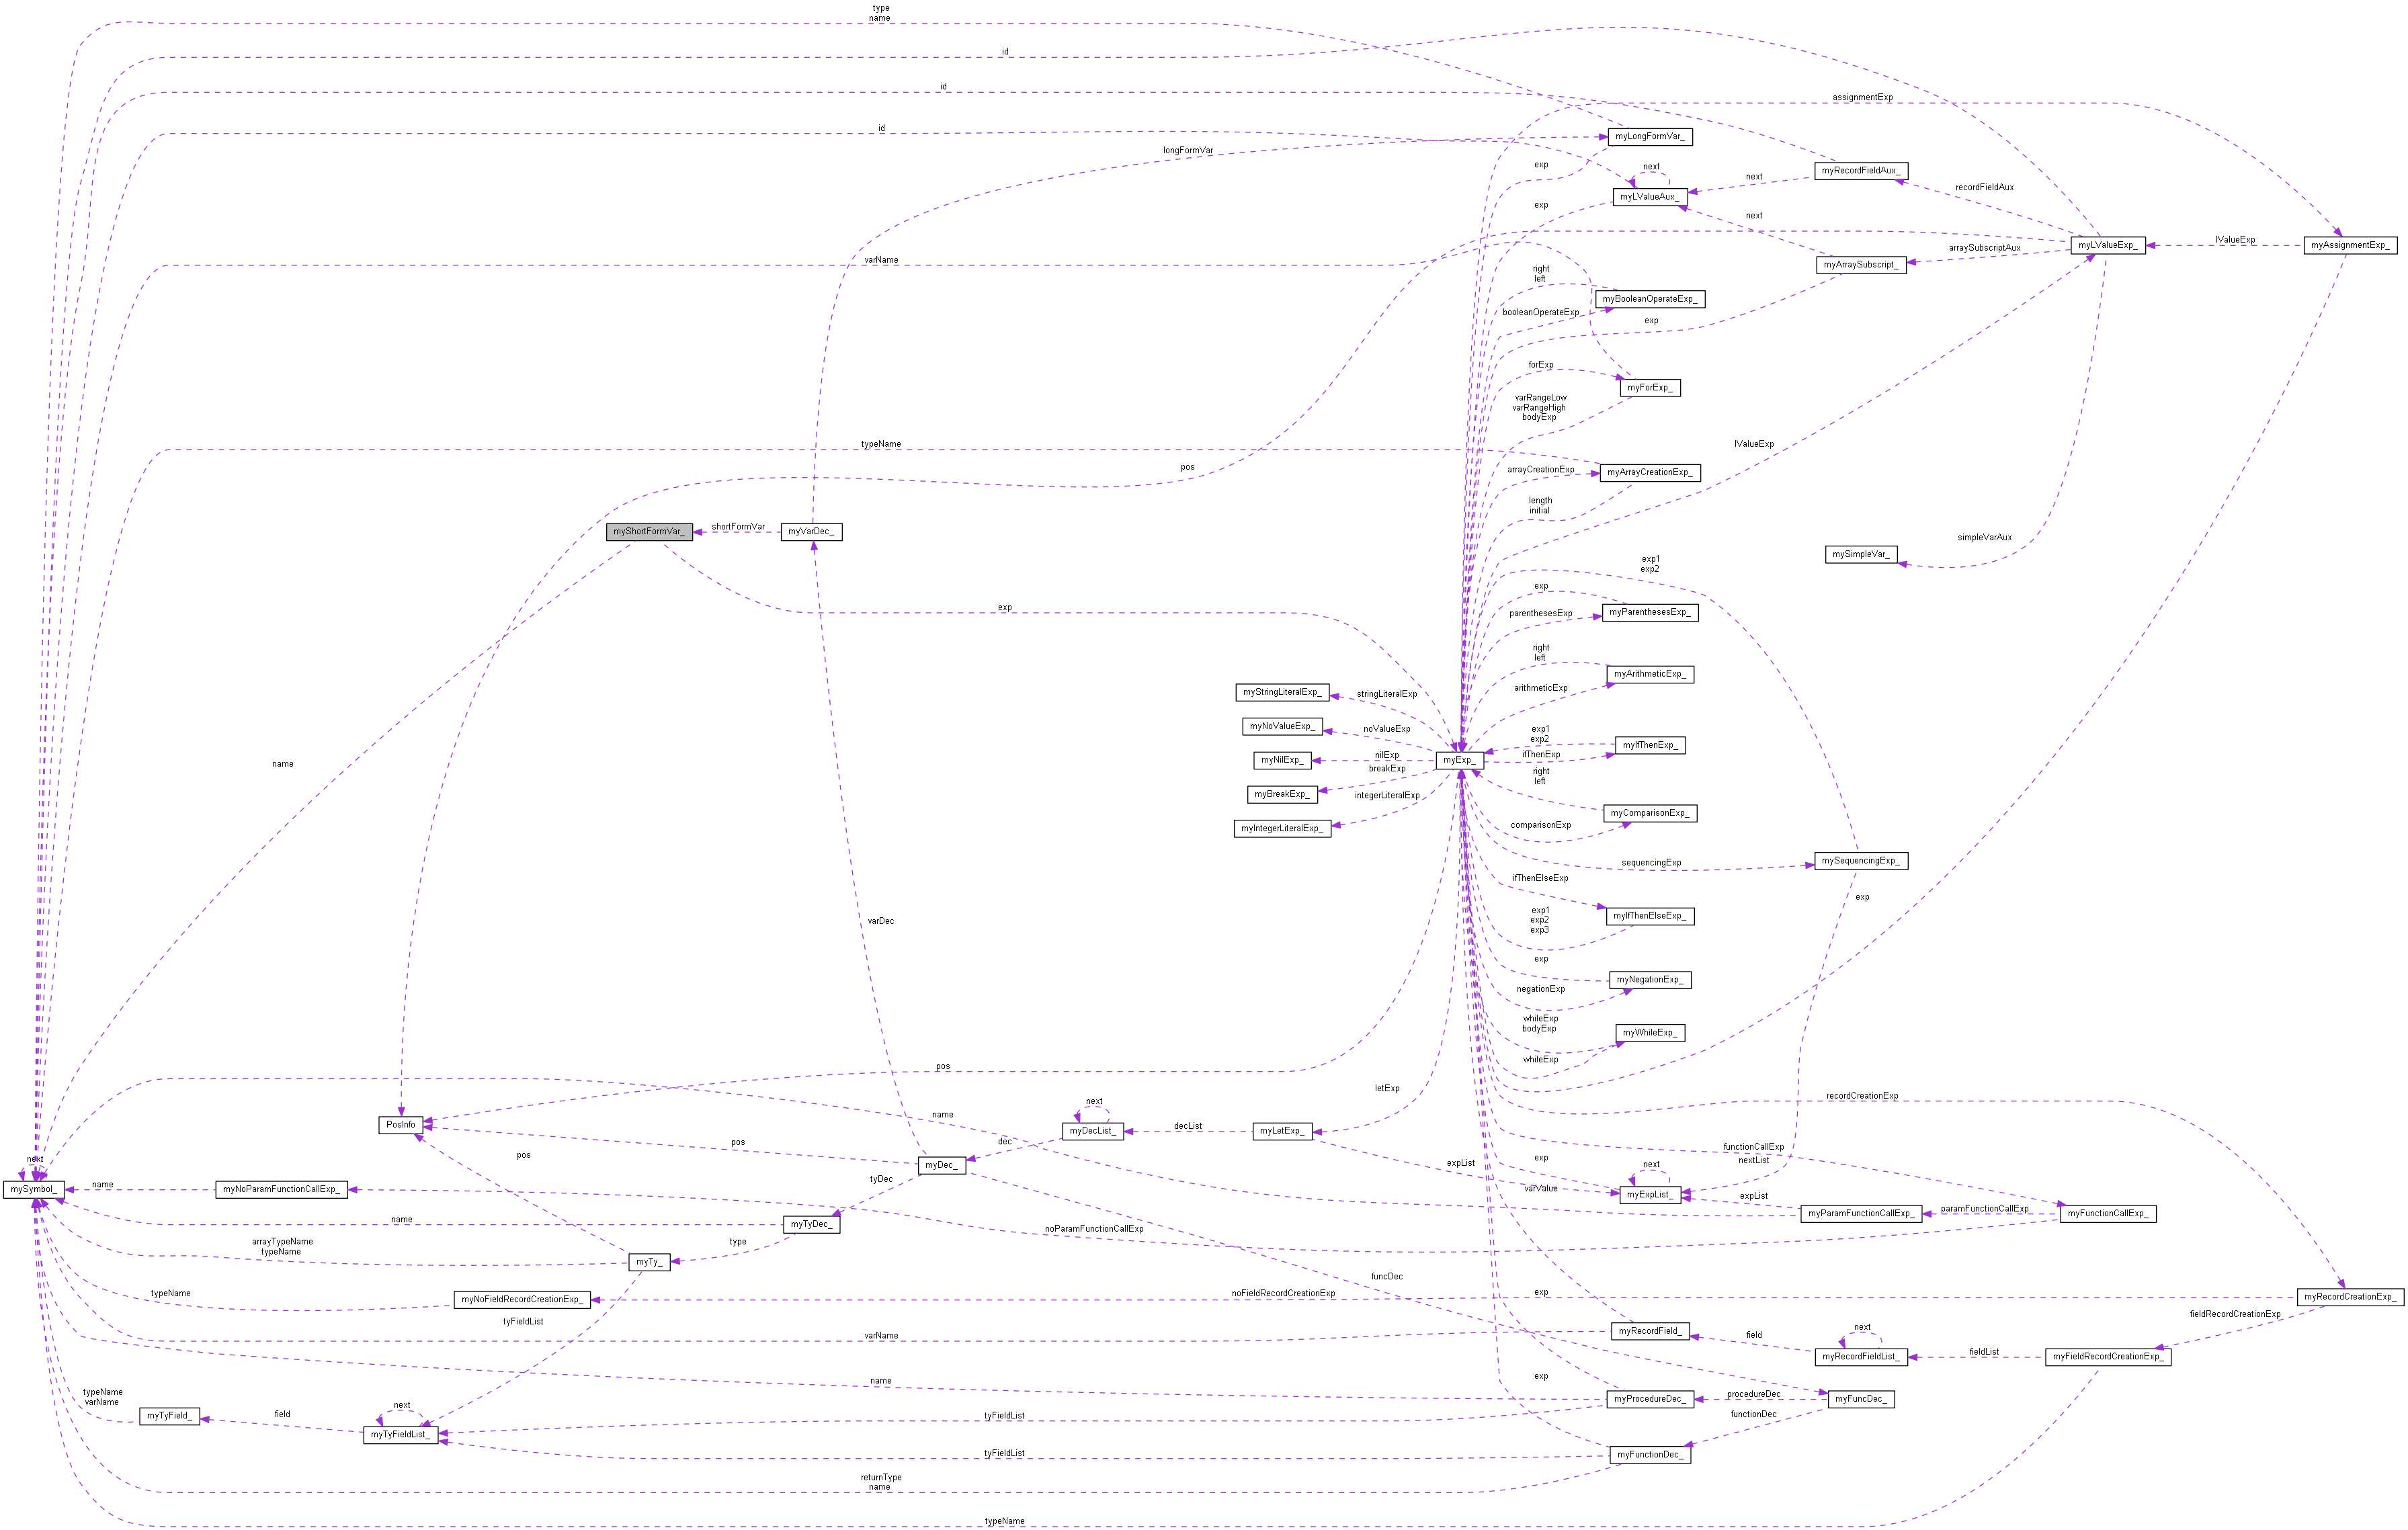 type
name
id
id
id
assignmentExp
myLongFormVar_
longFormVar
exp
next
myRecordFieldAux_
next
recordFieldAux
myLValueAux_
exp
next
arraySubscriptAux
myLValueExp_
lValueExp
myAssignmentExp_
varName
myArraySubscript_
right
left
myBooleanOperateExp_
booleanOperateExp
exp
forExp
myForExp_
varRangeLow
varRangeHigh
bodyExp
typeName
lValueExp
pos
arrayCreationExp
myArrayCreationExp_
length
initial
myShortFormVar_
shortFormVar
myVarDec_
simpleVarAux
mySimpleVar_
exp1
exp2
exp
exp
parenthesesExp
myParenthesesExp_
right
left
myArithmeticExp_
arithmeticExp
myStringLiteralExp_
stringLiteralExp
myNoValueExp_
noValueExp
exp1
exp2
myIfThenExp_
ifThenExp
myNilExp_
nilExp
myExp_
breakExp
myBreakExp_
integerLiteralExp
myIntegerLiteralExp_
right
left
myComparisonExp_
comparisonExp
name
sequencingExp
mySequencingExp_
ifThenElseExp
exp
exp1
exp2
exp3
myIfThenElseExp_
varDec
exp
myNegationExp_
negationExp
whileExp
bodyExp
myWhileExp_
whileExp
pos
letExp
recordCreationExp
next
name
PosInfo
decList
myDecList_
myLetExp_
dec
pos
functionCallExp
nextList
exp
next
myDec_
expList
pos
next
mySymbol_
name
myNoParamFunctionCallExp_
tyDec
varValue
myExpList_
expList
paramFunctionCallExp
myParamFunctionCallExp_
myFunctionCallExp_
name
myTyDec_
noParamFunctionCallExp
arrayTypeName
typeName
type
myTy_
funcDec
typeName
myNoFieldRecordCreationExp_
noFieldRecordCreationExp
exp
myRecordCreationExp_
tyFieldList
fieldRecordCreationExp
varName
myRecordField_
field
next
myRecordFieldList_
fieldList
myFieldRecordCreationExp_
name
exp
myProcedureDec_
procedureDec
myFuncDec_
typeName
varName
myTyField_
field
next
tyFieldList
functionDec
myTyFieldList_
tyFieldList
myFunctionDec_
returnType
name
typeName